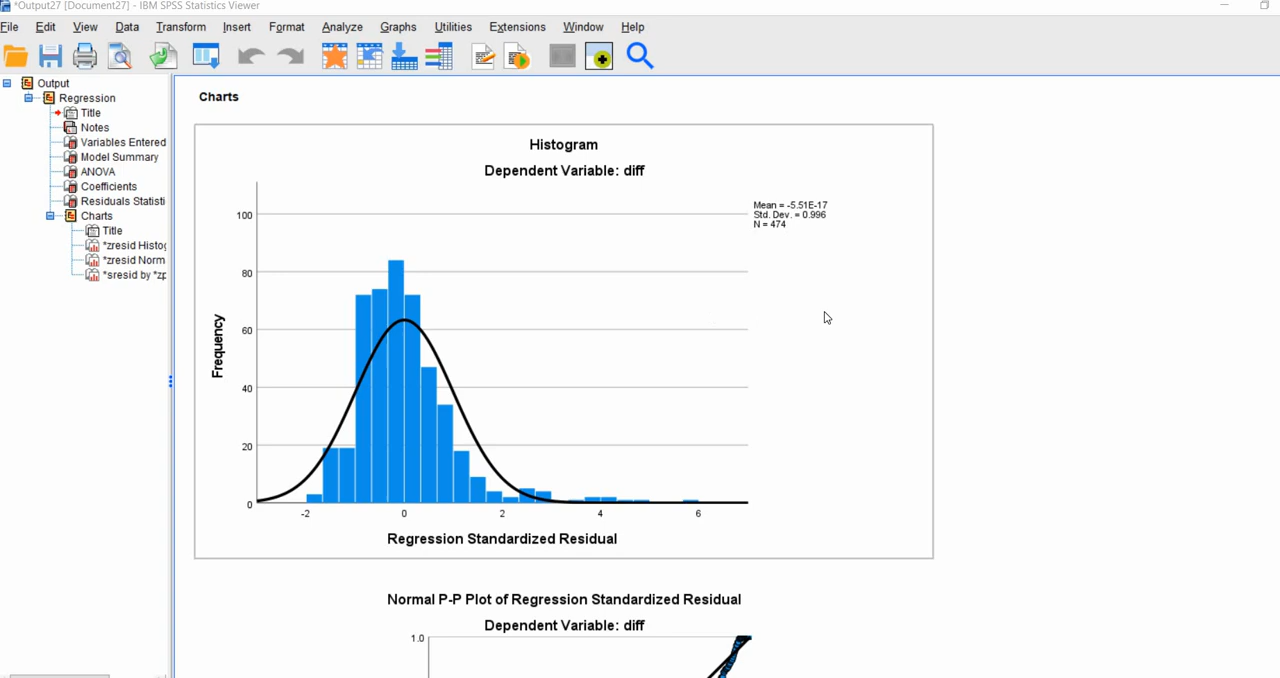 *Output27 [Document27] - IBM SPSS Statistics Viewer
File Edit View Data Transform Insert Format Analyze Graphs Utilities Extensions Window Help
Output
Regression
Title
Notes
Variables Entered
Model Summary
ANOVA
Coefficients
Residuals Statisti
Charts
Title
*zresid Histog
*zresid Norm
*sresid by *zp
Charts
Histogram
Dependent Variable: diff
Mean = -5.51E-17
Std. Dev. = 0.996
N = 474
Frequency
100
80
60
40
20
0
-2 0 2 4 6
Regression Standardized Residual
Normal P-P Plot of Regression Standardized Residual
Dependent Variable: diff
1.0